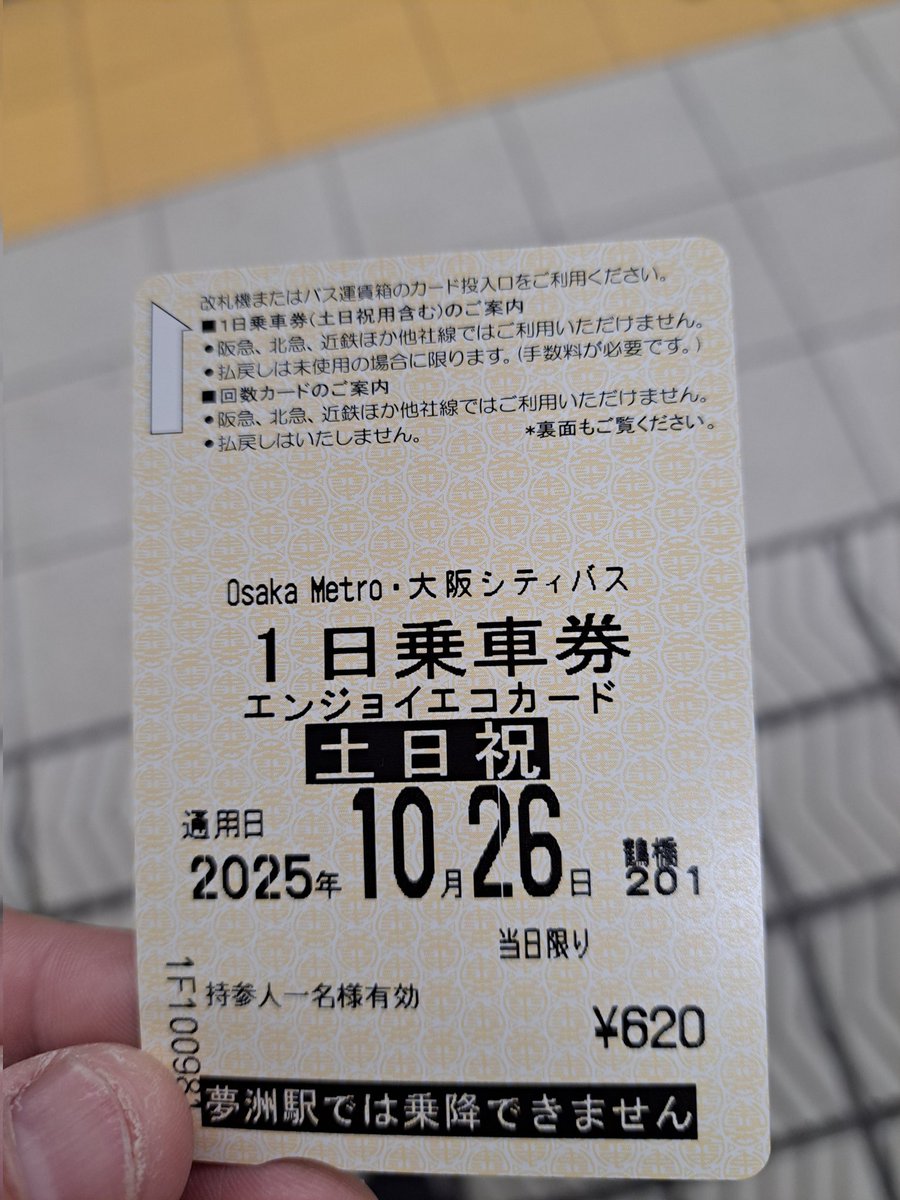 改札機またはバス運賃箱のカード投入口をご利用ください。
■1日乗車券(土日祝用含む)のご案内
●阪急、北急、近鉄ほか他社線ではご利用いただけません。
●払戻しは未使用の場合に限ります。(手数料が必要です。)
■回数カードのご案内
●阪急、北急、近鉄ほか他社線ではご利用いただけません。
●払戻しはいたしません。 *裏面もご覧ください。
Osaka Metro・大阪シティバス
1日乗車券
エンジョイエコカード
土日祝
通用日
2025年10月26日
鶴橋
201
当日限り
持参人一名様有効
¥620
1F100981
夢洲駅では乗降できません